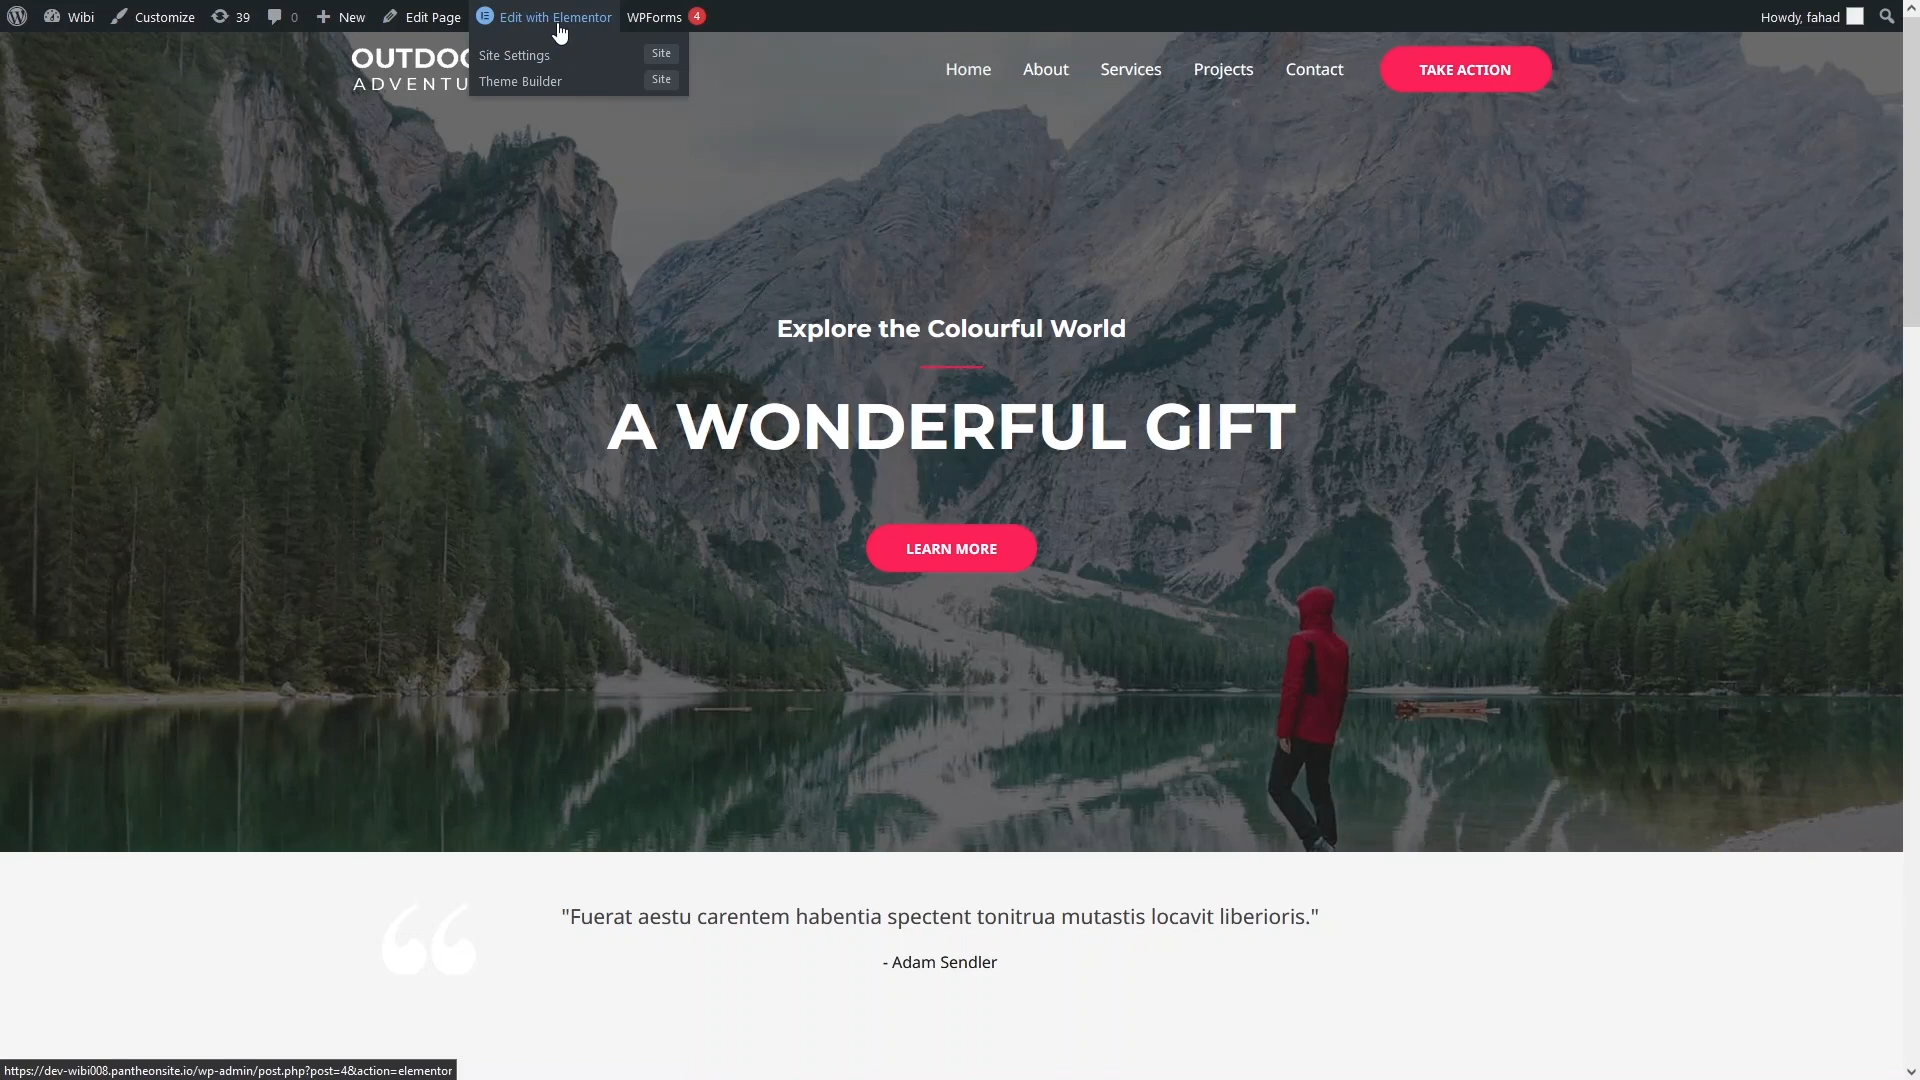 Wibi Customize 39 0 New Edit Page Edit with Elementor WPForms 4 Howdy, fahad
Site Settings Site
Theme Builder Site
OUTDOO
ADVENTU
Home About Services Projects Contact TAKE ACTION
Explore the Colourful World
A WONDERFUL GIFT
LEARN MORE
"Fuerat aestu carentem habentia spectent tonitrua mutastis locavit liberioris."
- Adam Sendler
https://dev-wibi008.pantheonsite.io/wp-admin/post.php?post=4&action=elementor